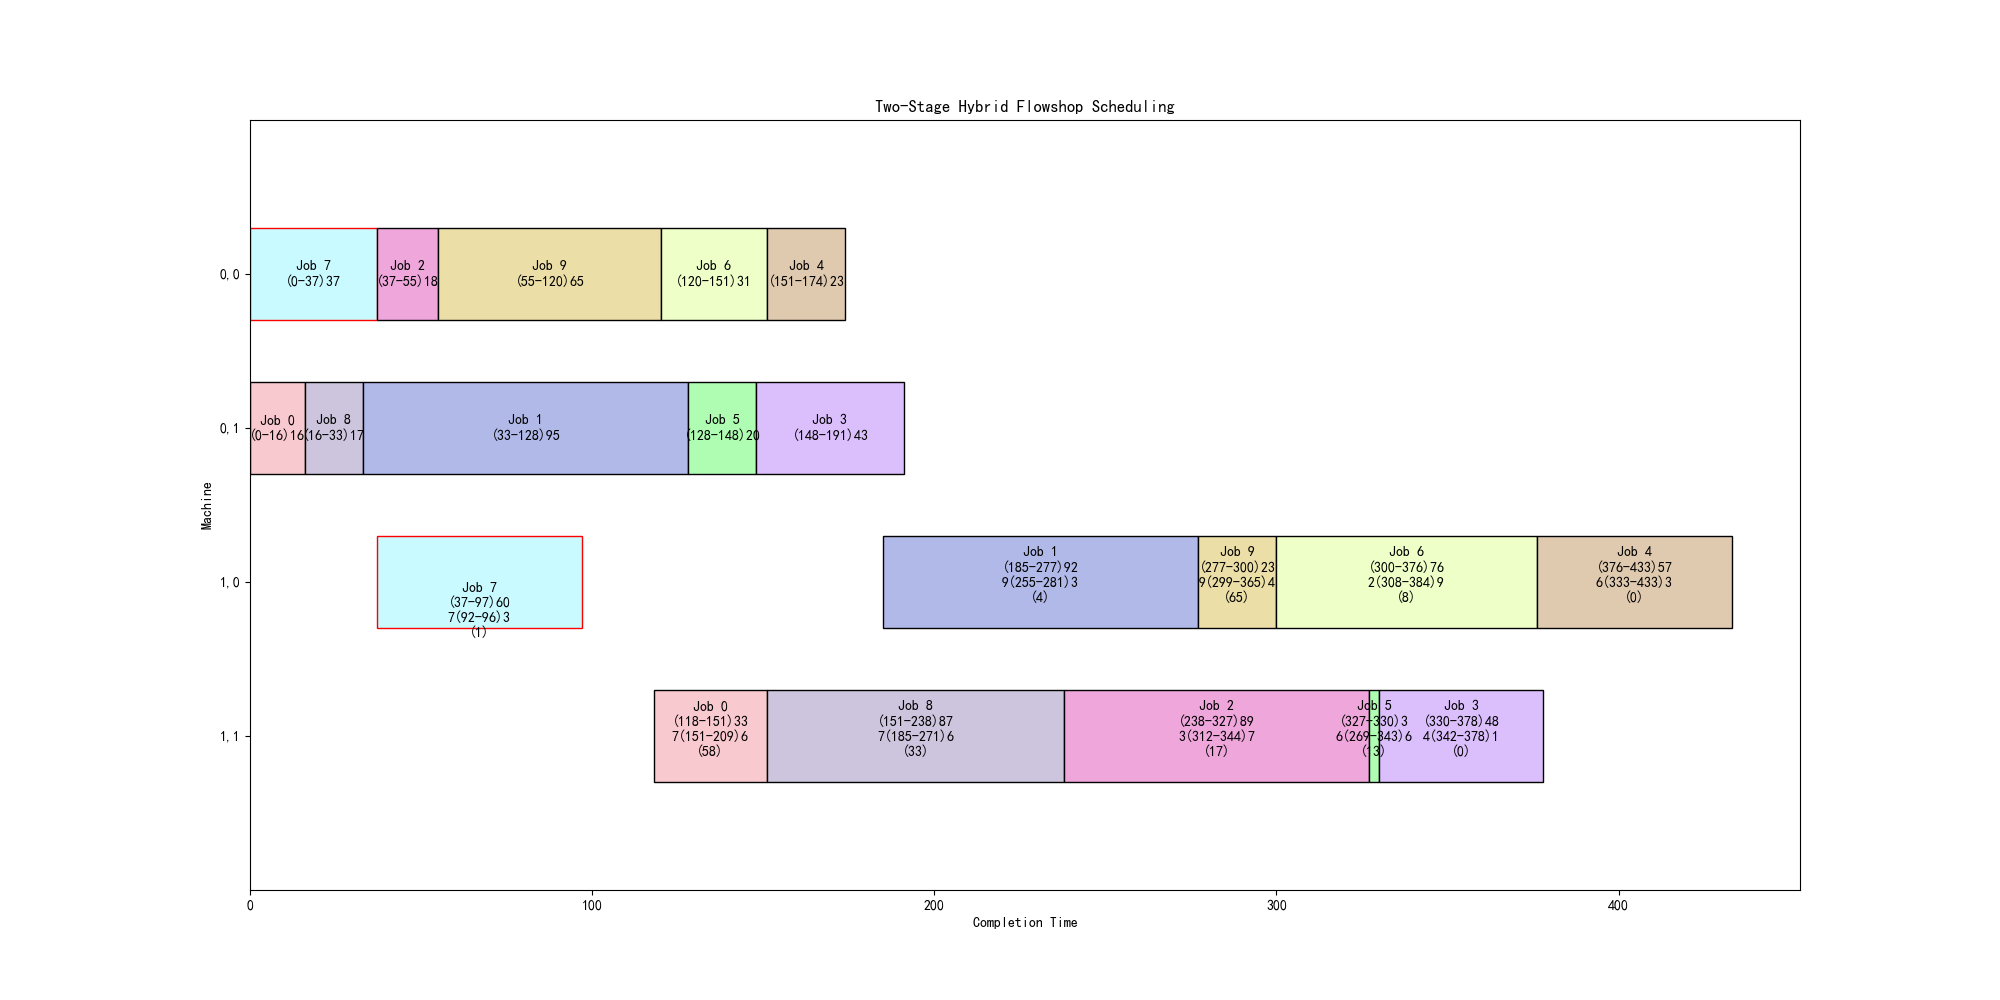 Two-Stage Hybrid Flowshop Scheduling
Machine
0,0
Job 7
(0-37)37
Job 2
(37-55)18
Job 9
(55-120)65
Job 6
(120-151)31
Job 4
(151-174)23
0,1
Job 0
(0-16)16
Job 8
(16-33)17
Job 1
(33-128)95
Job 5
(128-148)20
Job 3
(148-191)43
1,0
Job 7
(37-97)60
7(92-96)3
(1)
Job 1
(185-277)92
9(255-281)3
(4)
Job 9
(277-300)23
9(299-365)4
(65)
Job 6
(300-376)76
2(308-384)9
(8)
Job 4
(376-433)57
6(333-433)3
(0)
1,1
Job 0
(118-151)33
7(151-209)6
(58)
Job 8
(151-238)87
7(185-271)6
(33)
Job 2
(238-327)89
3(312-344)7
(17)
Job 5
(327-330)3
6(269-343)6
(13)
Job 3
(330-378)48
4(342-378)1
(0)
0
100
200
300
400
Completion Time